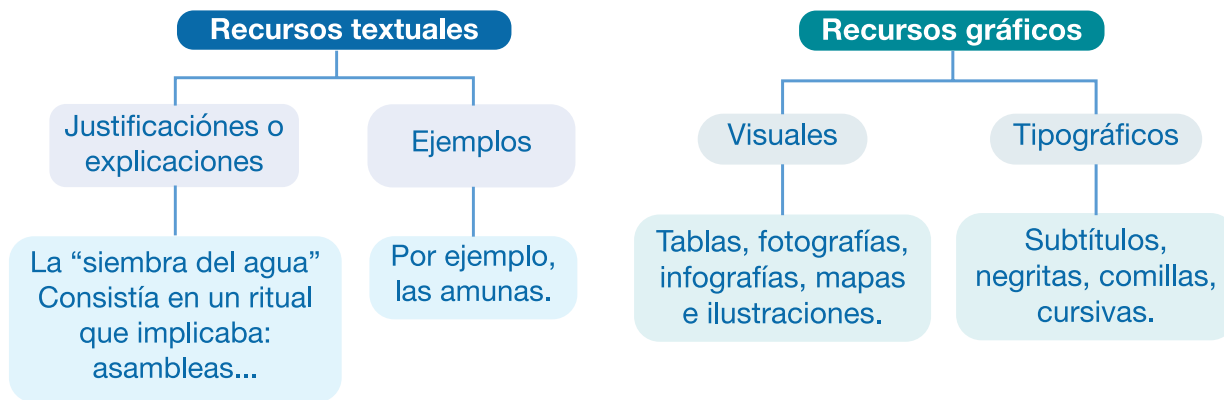 Recursos textuales
Justificaciónes o
explicaciones
La “siembra del agua”
Consistía en un ritual
que implicaba:
asambleas...
Ejemplos
Por ejemplo,
las amunas.
Recursos gráficos
Visuales
Tablas, fotografías,
infografías, mapas
e ilustraciones.
Tipográficos
Subtítulos,
negritas, comillas,
cursivas.